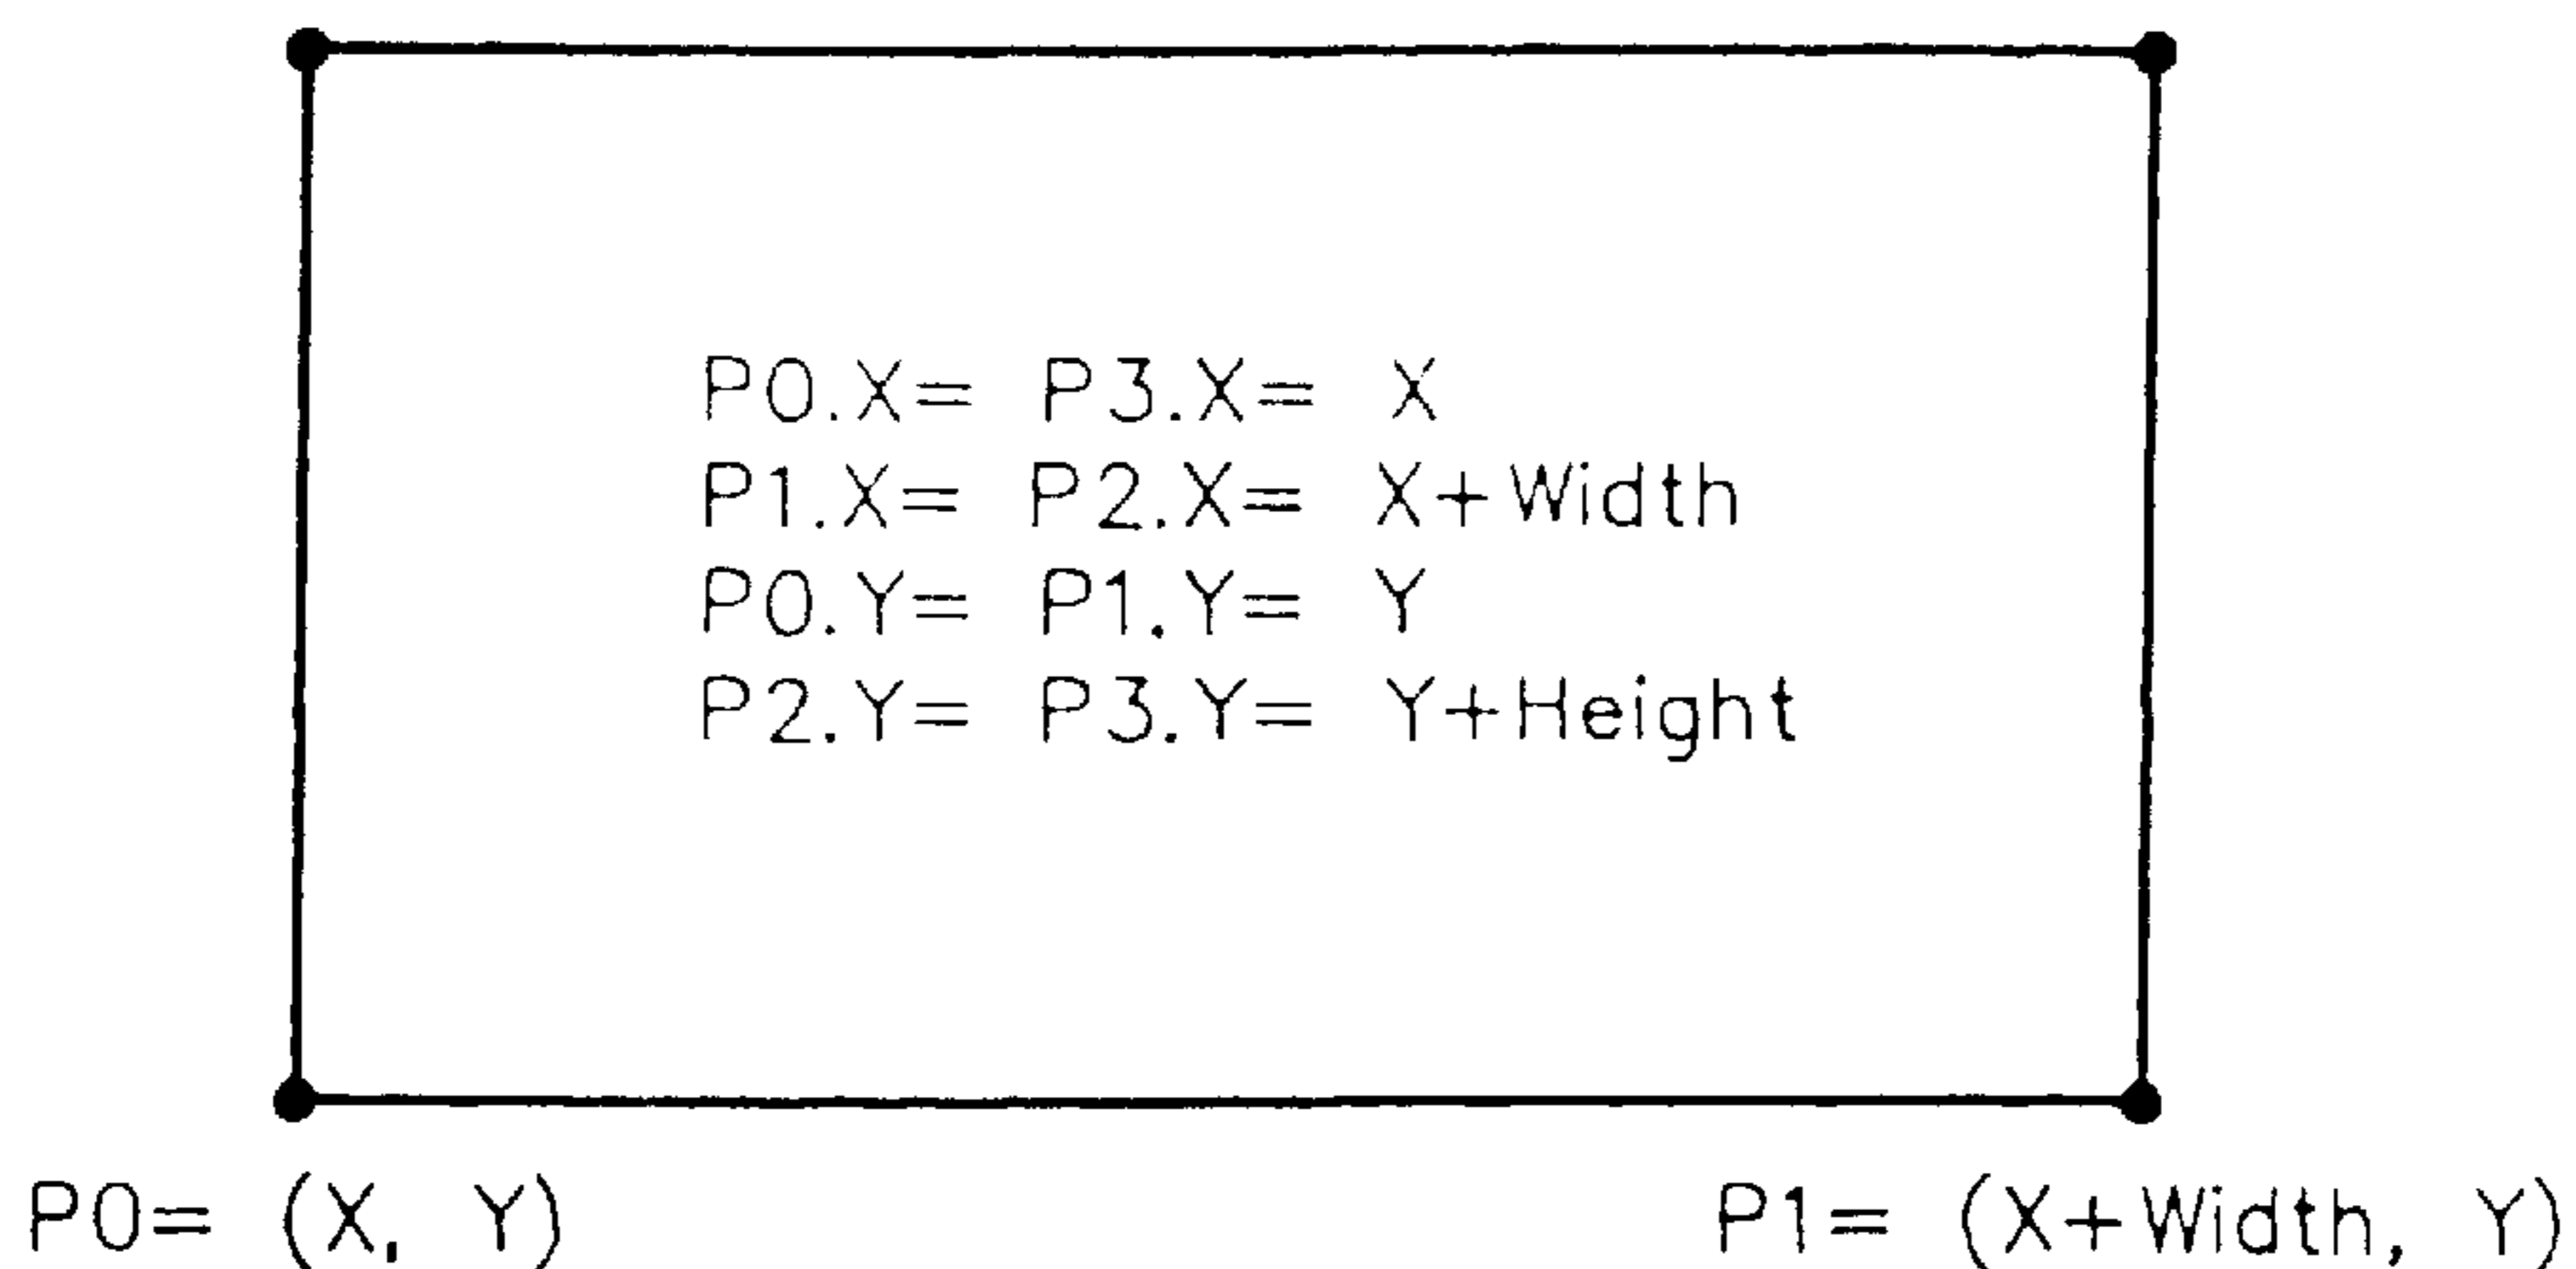 P0.X= P3.X= X
P1.X= P2.X= X+Width
P0.Y= P1.Y= Y
P2.Y= P3.Y= Y+Height
P0= (X, Y)
P1= (X+Width, Y)